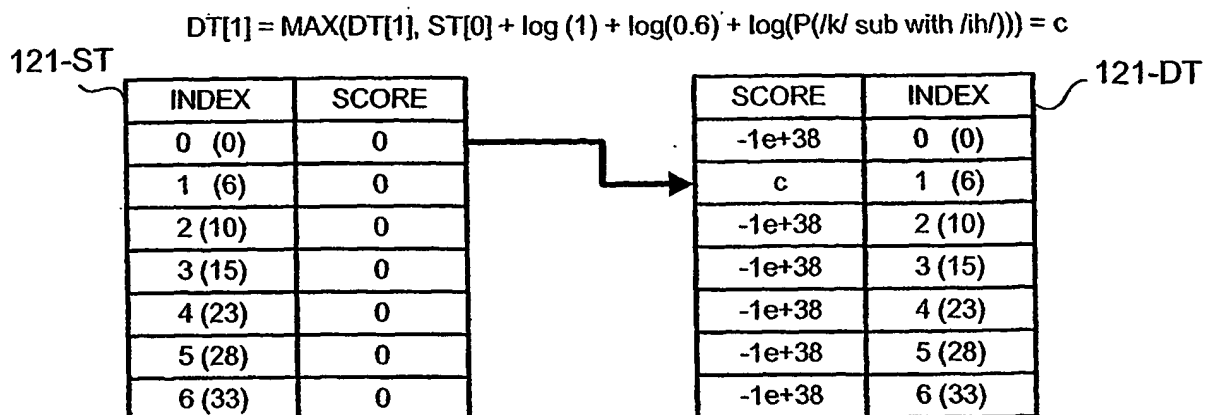 DT[1] = MAX(DT[1], ST[0] + log (1) + log(0.6) + log(P(/k/ sub with /ih/))) = c
121-ST
121-DT
INDEX SCORE SCORE INDEX
0 (0) 0 -1e+38 0 (0)
1 (6) 0 c 1 (6)
2 (10) 0 -1e+38 2 (10)
3 (15) 0 -1e+38 3 (15)
4 (23) 0 -1e+38 4 (23)
5 (28) 0 -1e+38 5 (28)
6 (33) 0 -1e+38 6 (33)